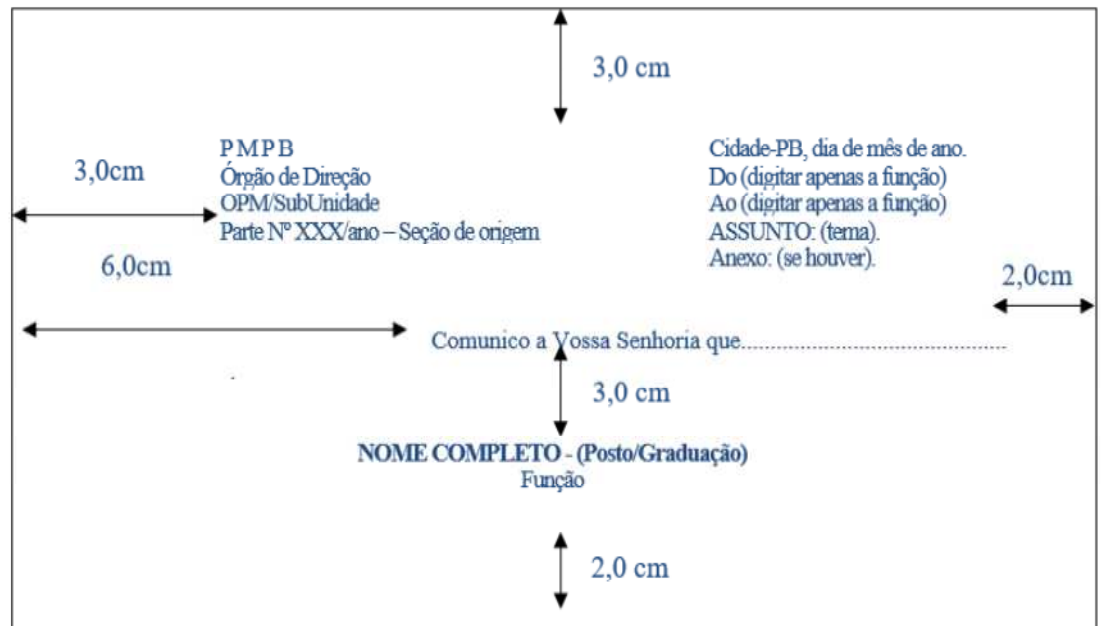 3,0 cm
3,0cm
PMPB
Órgão de Direção
OPM/SubUnidade
Parte Nº XXX/ano – Seção de origem
Cidade-PB, dia de mês de ano.
Do (digitar apenas a função)
Ao (digitar apenas a função)
ASSUNTO: (tema).
Anexo: (se houver).
6,0cm
2,0cm
Comunico a Vossa Senhoria que..........................................
3,0 cm
NOME COMPLETO - (Posto/Graduação)
Função
2,0 cm